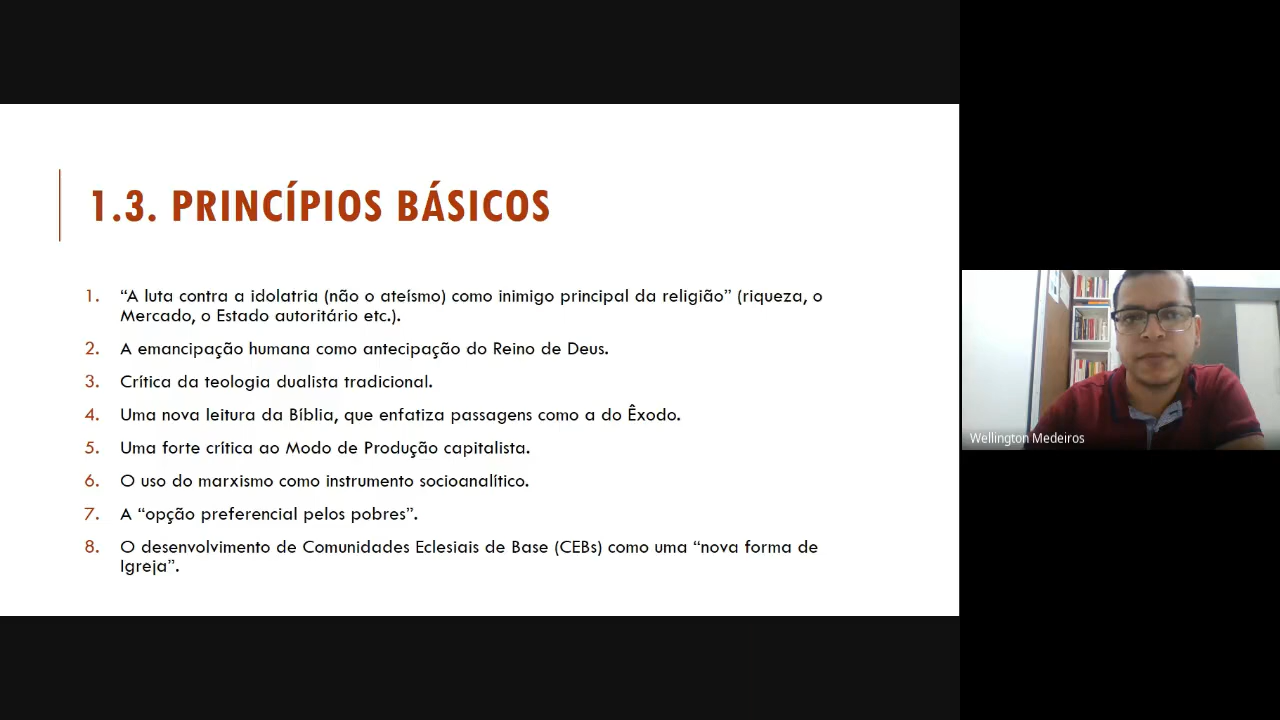 1.3. PRINCÍPIOS BÁSICOS
1. “A luta contra a idolatria (não o ateísmo) como inimigo principal da religião” (riqueza, o
Mercado, o Estado autoritário etc.).
2. A emancipação humana como antecipação do Reino de Deus.
3. Crítica da teologia dualista tradicional.
4. Uma nova leitura da Bíblia, que enfatiza passagens como a do Êxodo.
5. Uma forte crítica ao Modo de Produção capitalista.
6. O uso do marxismo como instrumento socioanalítico.
7. A “opção preferencial pelos pobres”.
8. O desenvolvimento de Comunidades Eclesiais de Base (CEBs) como uma “nova forma de
Igreja”.
Wellington Medeiros